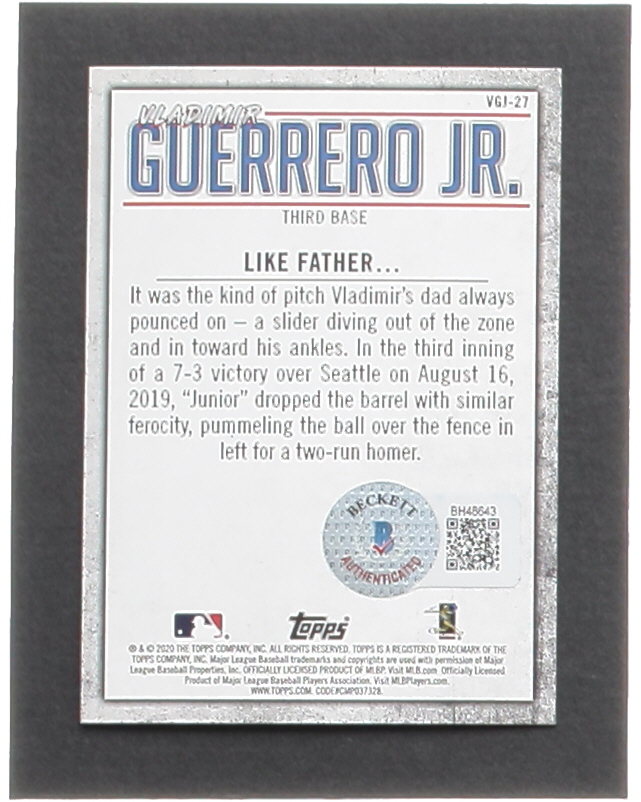 VGJ-27
VLADIMIR
GUERRERO JR.
THIRD BASE
LIKE FATHER...
It was the kind of pitch Vladimir's dad always
pounced on — a slider diving out of the zone
and in toward his ankles. In the third inning
of a 7-3 victory over Seattle on August 16,
2019, "Junior" dropped the barrel with similar
ferocity, pummeling the ball over the fence in
left for a two-run homer.
BECKETT
B
AUTHENTICATED
BH48643
Topps
® & © 2020 THE TOPPS COMPANY, INC. ALL RIGHTS RESERVED. TOPPS IS A REGISTERED TRADEMARK OF THE
TOPPS COMPANY, INC. Major League Baseball trademarks and copyrights are used with permission of Major
League Baseball Properties, Inc. OFFICIALLY LICENSED PRODUCT OF MLBP. Visit MLB.com. Officially Licensed
Product of Major League Baseball Players Association. Visit MLBPlayers.com.
WWW.TOPPS.COM. CODE#CMP037328.